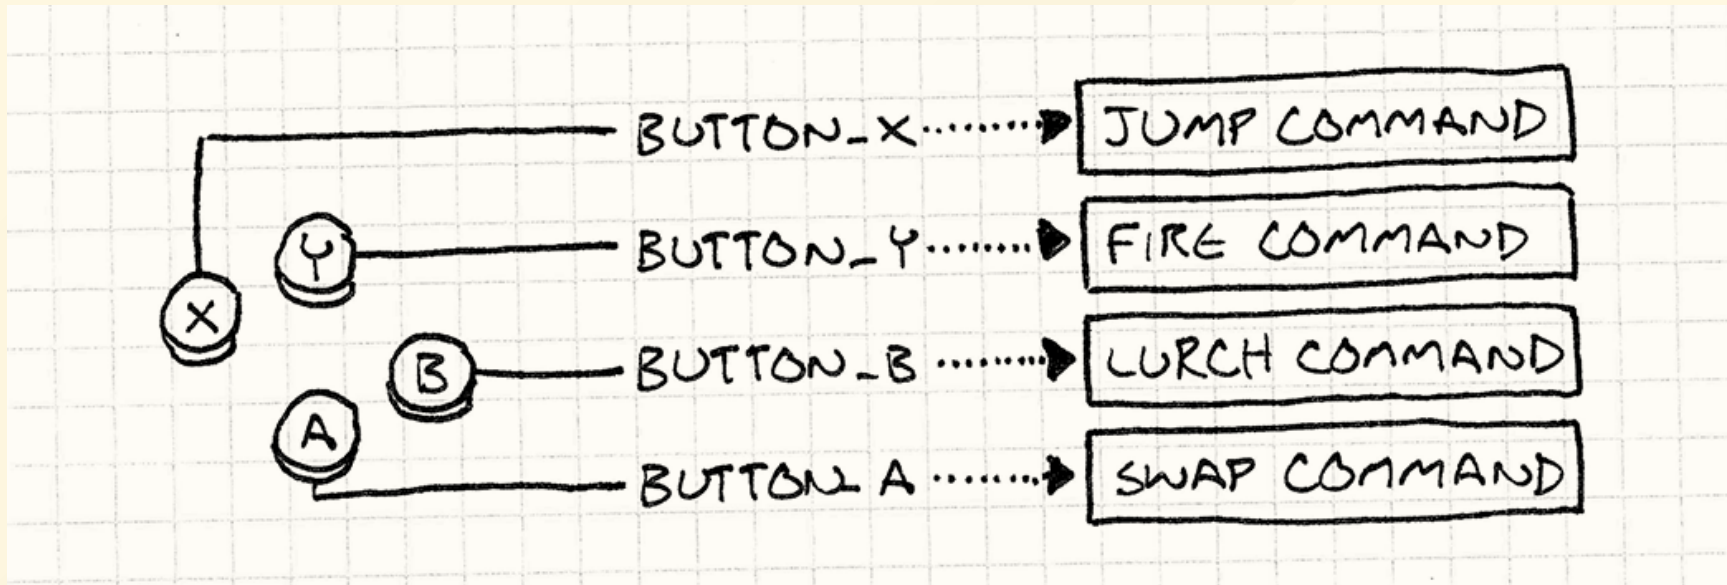 BUTTON_X JUMP COMMAND
Y BUTTON_Y FIRE COMMAND
X
B BUTTON_B LURCH COMMAND
A
BUTTON_A SWAP COMMAND